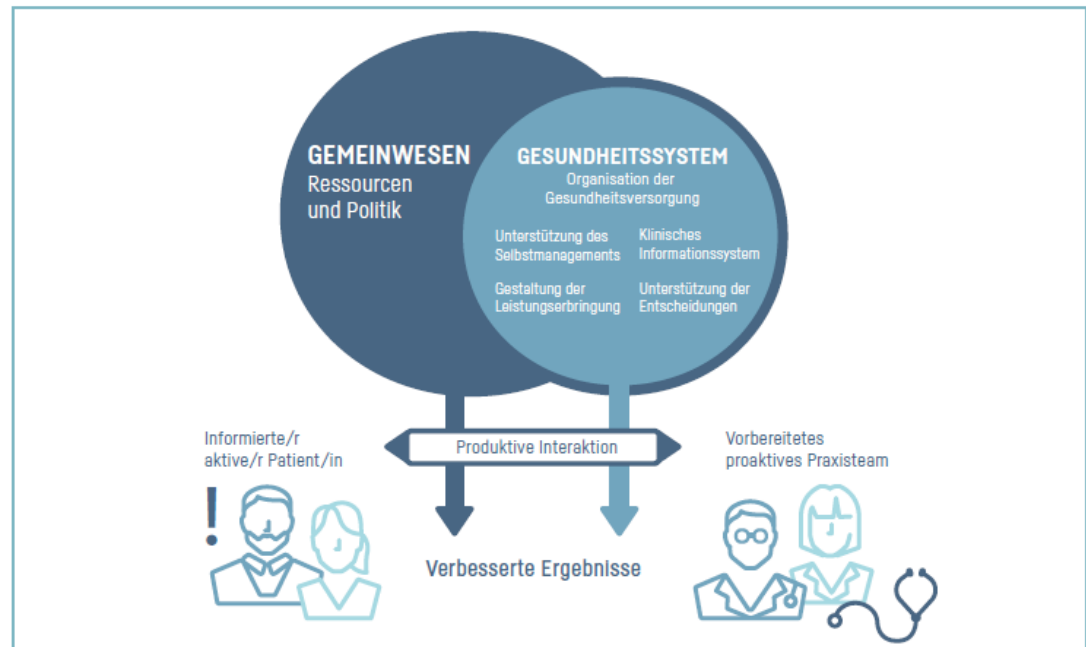 GEMEINWESEN
Ressourcen
und Politik
GESUNDHEITSSYSTEM
Organisation der
Gesundheitsversorgung
Unterstützung des
Selbstmanagements
Klinisches
Informationssystem
Gestaltung der
Leistungserbringung
Unterstützung der
Entscheidungen
Informierte/r
aktive/r Patient/in
Produktive Interaktion
Vorbereitetes
proaktives Praxisteam
!
Verbesserte Ergebnisse